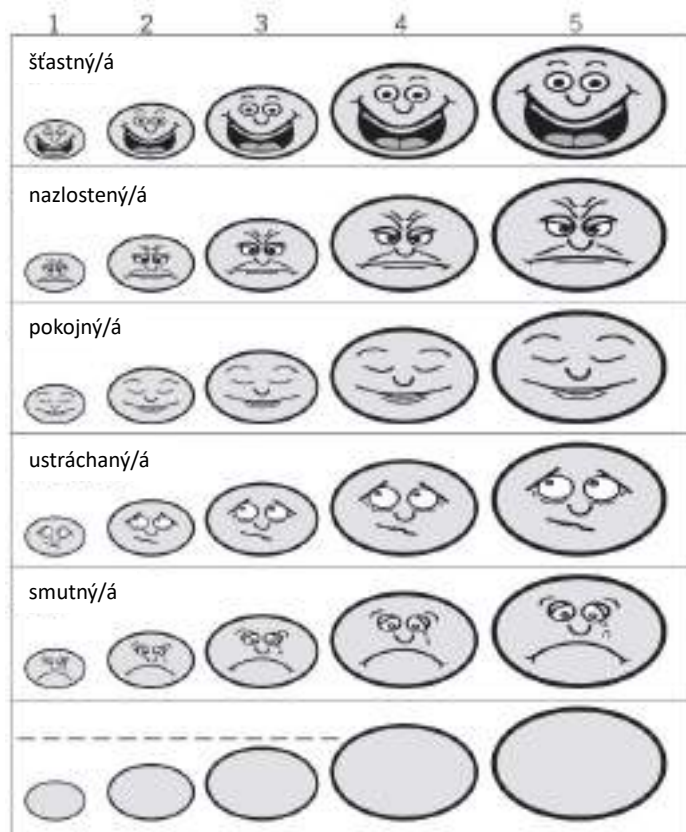 1 2 3 4 5
šťastný/á
nazlostený/á
pokojný/á
ustráchaný/á
smutný/á